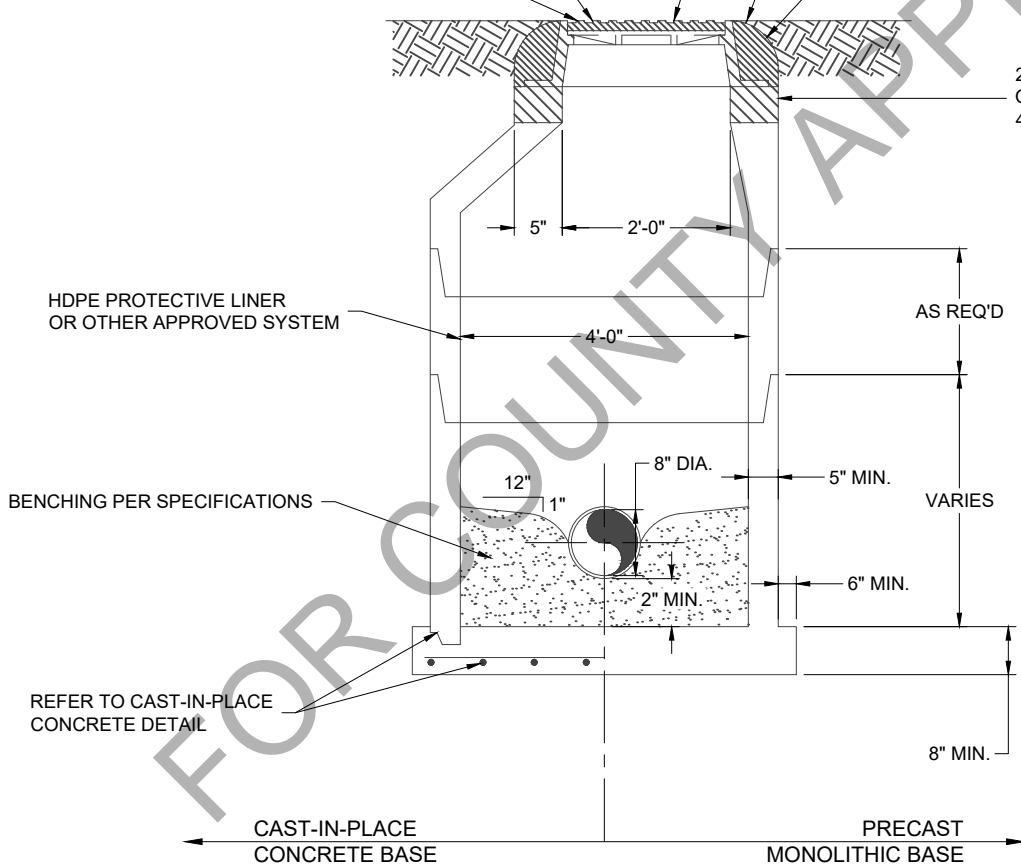 2
4
5"
2'-0"
HDPE PROTECTIVE LINER
OR OTHER APPROVED SYSTEM
4'-0"
AS REQ'D
8" DIA.
12"
1"
5" MIN.
BENCHING PER SPECIFICATIONS
VARIES
2" MIN.
6" MIN.
REFER TO CAST-IN-PLACE
CONCRETE DETAIL
8" MIN.
CAST-IN-PLACE
CONCRETE BASE
PRECAST
MONOLITHIC BASE
FOR COUNTY APP